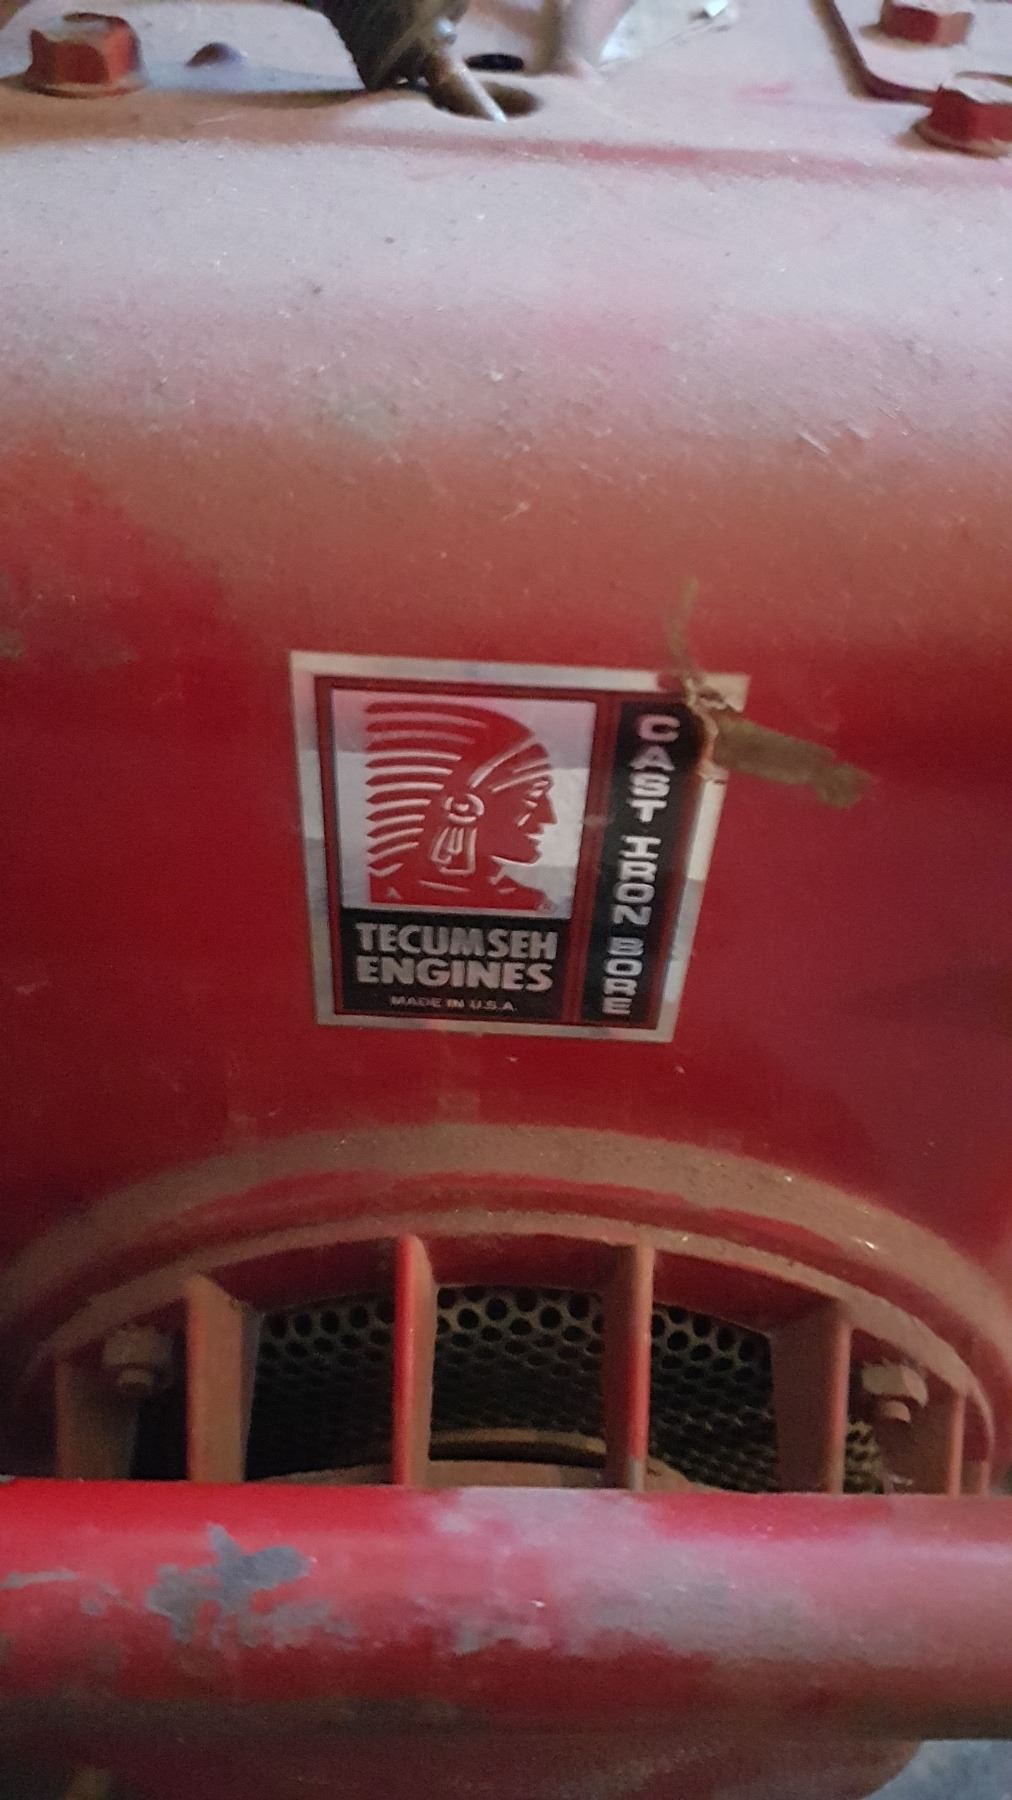 TECUMSEH
ENGINES
MADE IN U.S.A.
CAST IRON BORE